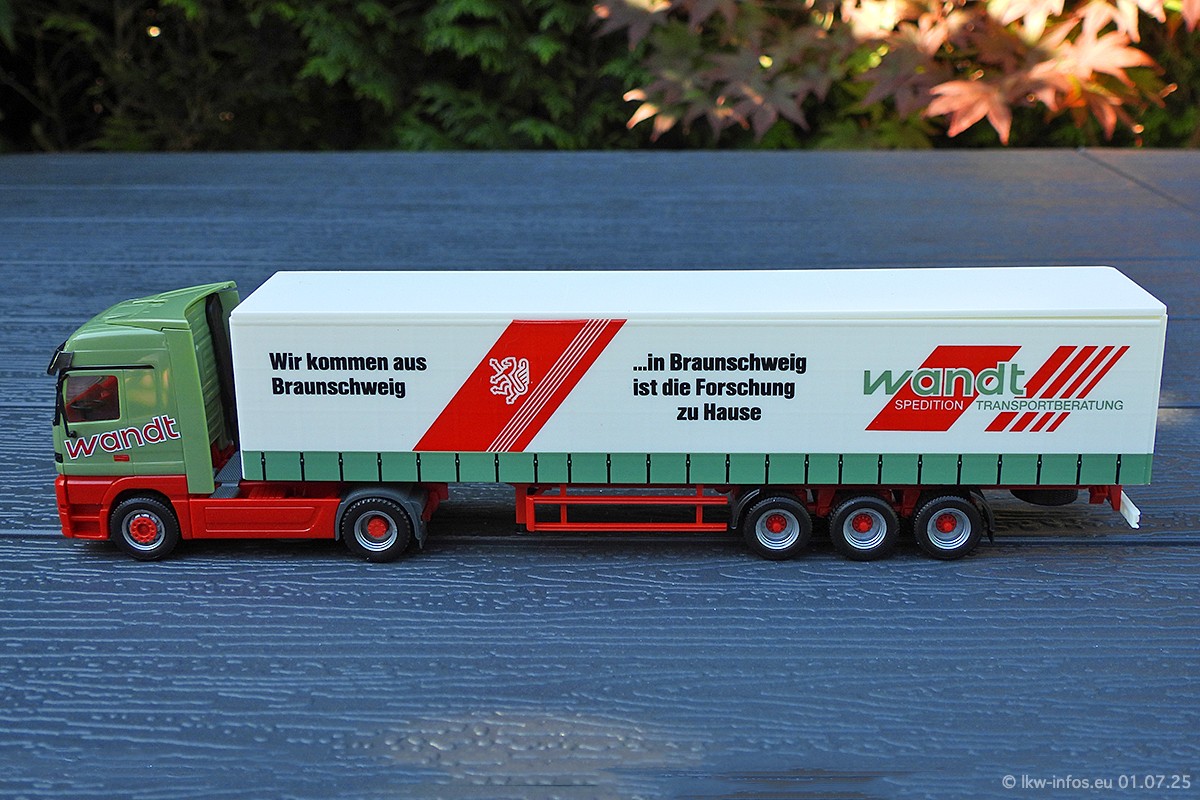 wandt
Wir kommen aus
Braunschweig
...in Braunschweig
ist die Forschung
zu Hause
wandt
SPEDITION TRANSPORTBERATUNG
© lkw-infos.eu 01.07.25